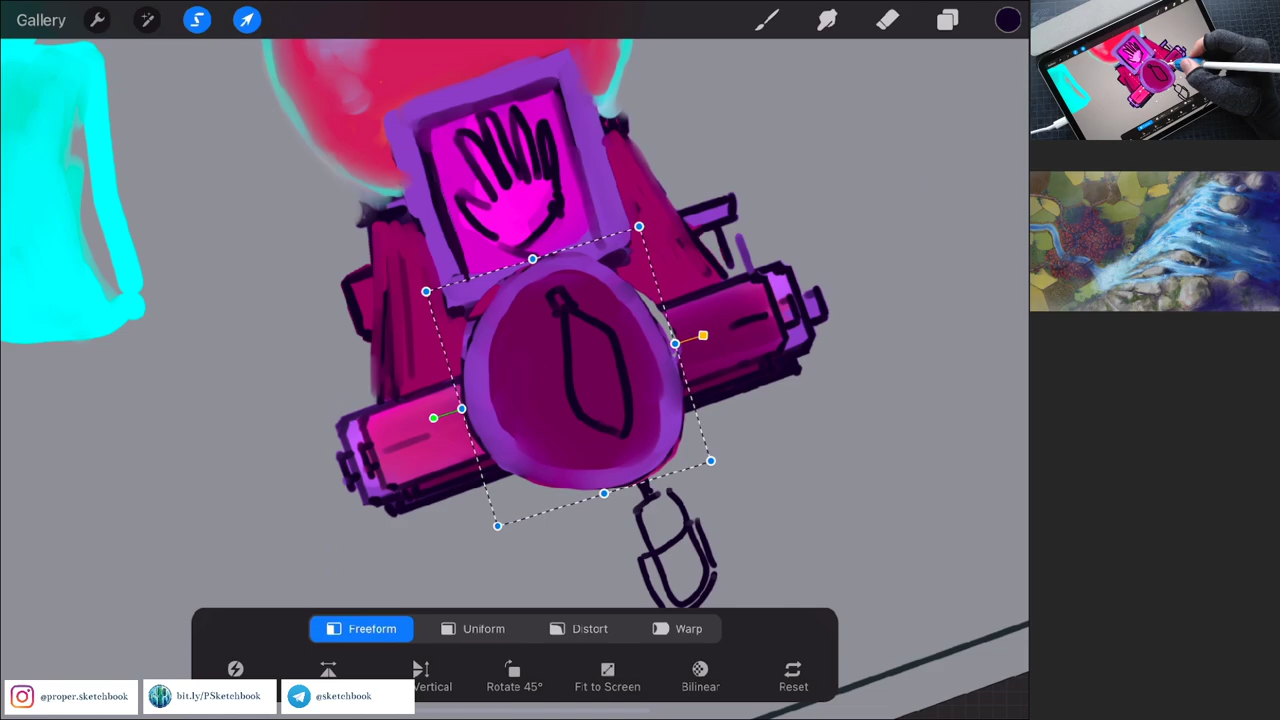 Gallery
Freeform Uniform Distort Warp
Vertical Rotate 45° Fit to Screen Bilinear Reset
@proper.sketchbook bit.ly/PSketchbook @sketchbook